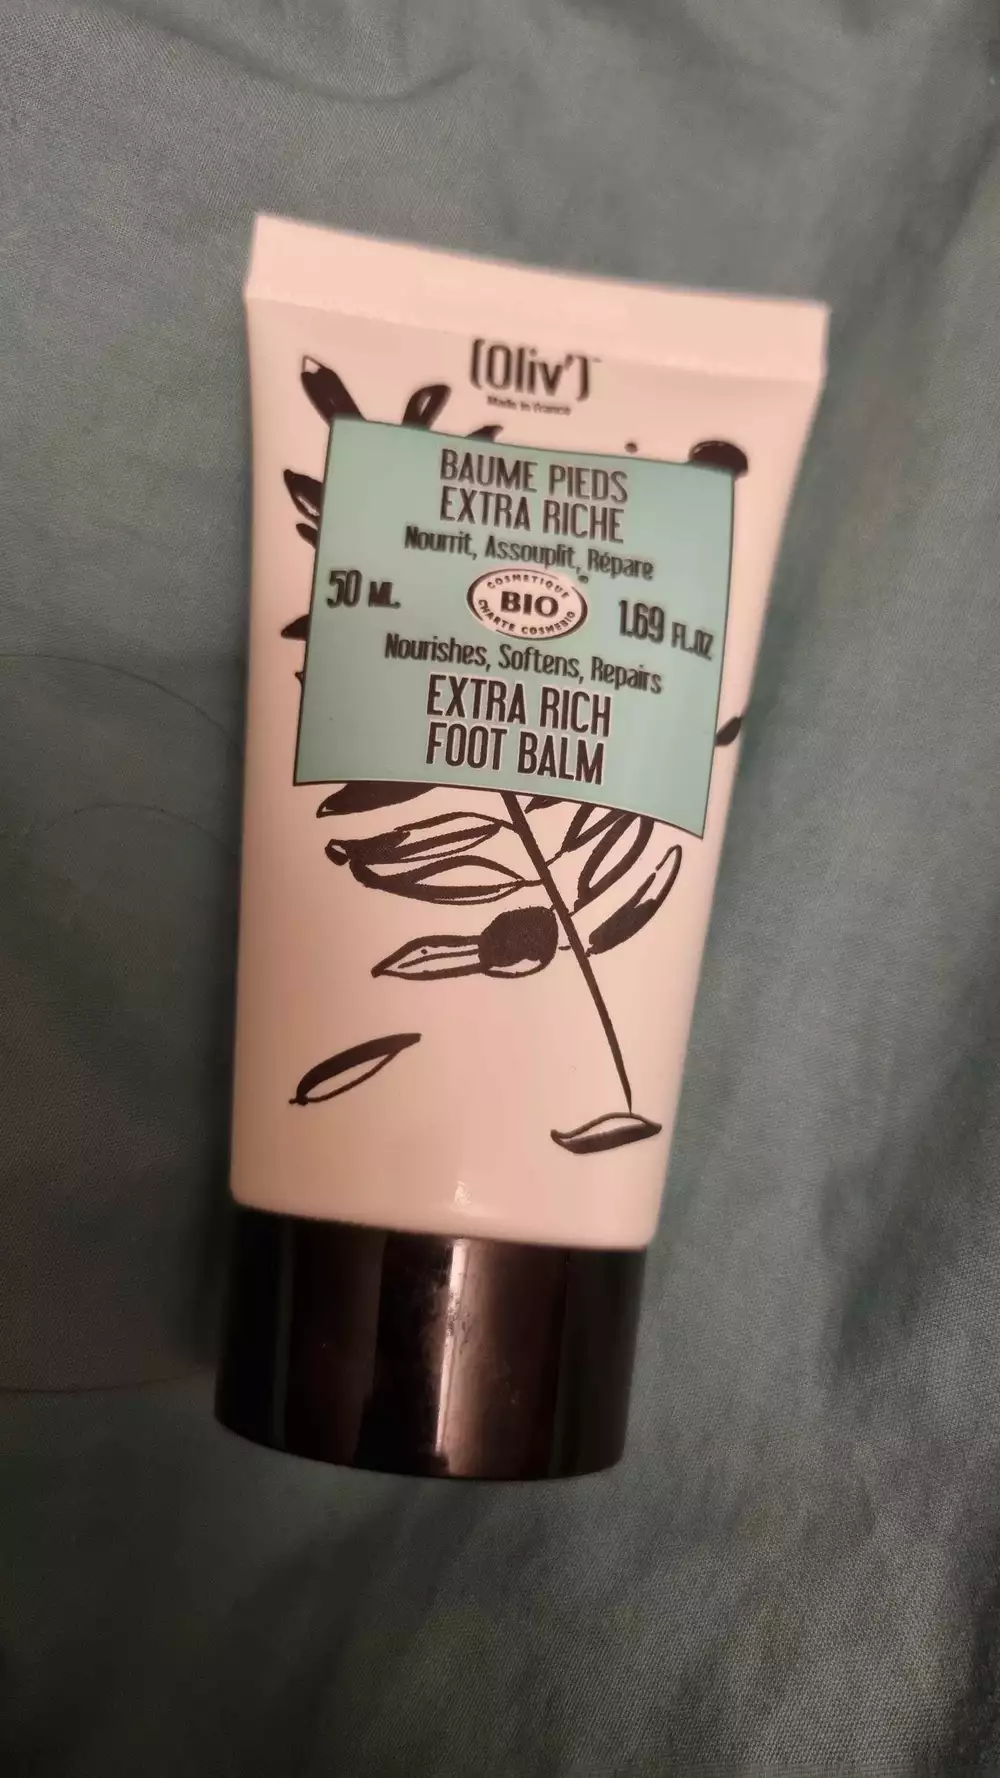 (Oliv')™
Made in France
BAUME PIEDS
EXTRA RICHE
Nourrit, Assouplit, Répare
50 ML.
COSMETIQUE
BIO
CHARTE COSMEBIO
®
1.69 FL.OZ
Nourishes, Softens, Repairs
EXTRA RICH
FOOT BALM